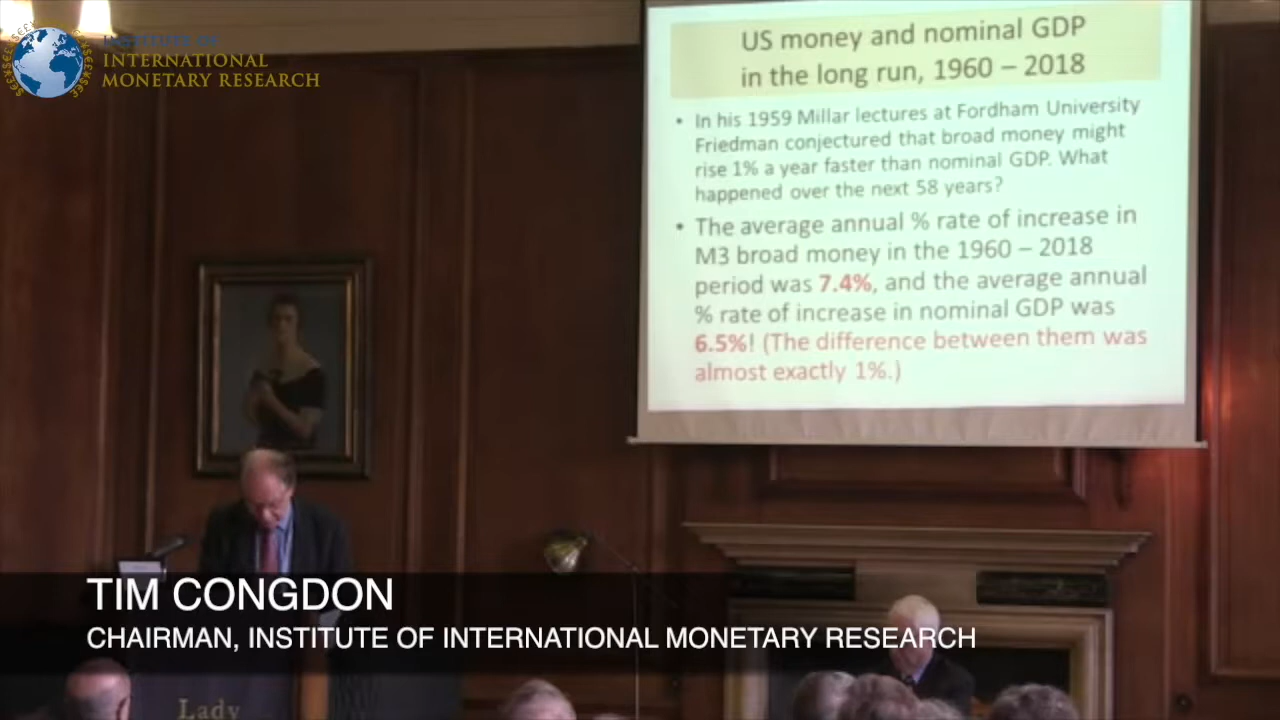 INSTITUTE OF
INTERNATIONAL
MONETARY RESEARCH
US money and nominal GDP
in the long run, 1960 – 2018
• In his 1959 Millar lectures at Fordham University
Friedman conjectured that broad money might
rise 1% a year faster than nominal GDP. What
happened over the next 58 years?
• The average annual % rate of increase in
M3 broad money in the 1960 – 2018
period was 7.4%, and the average annual
% rate of increase in nominal GDP was
6.5%! (The difference between them was
almost exactly 1%.)
TIM CONGDON
CHAIRMAN, INSTITUTE OF INTERNATIONAL MONETARY RESEARCH
Lady